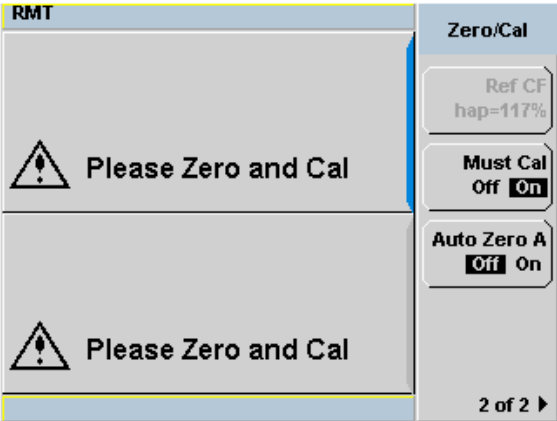 RMT
Zero/Cal
Ref CF
hap=117%
Please Zero and Cal
Must Cal
Off On
Auto Zero A
Off On
Please Zero and Cal
2 of 2